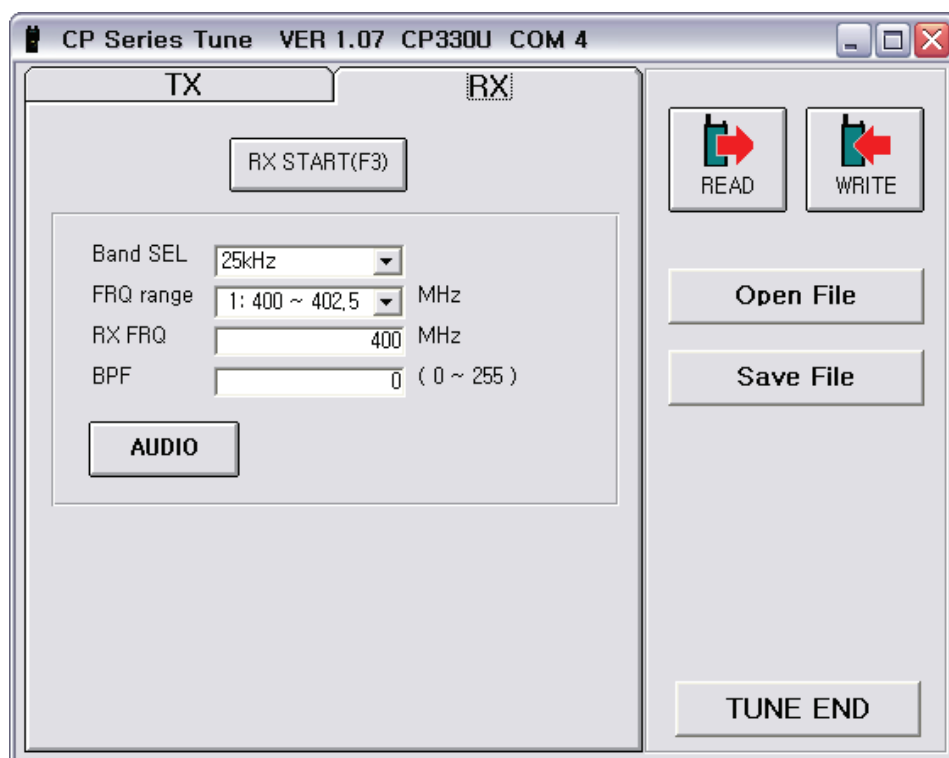 CP Series Tune VER 1.07 CP330U COM 4
TX RX
RX START(F3)
READ WRITE
Band SEL 25kHz
FRQ range 1: 400 ~ 402,5 MHz
RX FRQ 400 MHz
BPF 0 ( 0 ~ 255 )
AUDIO
Open File
Save File
TUNE END